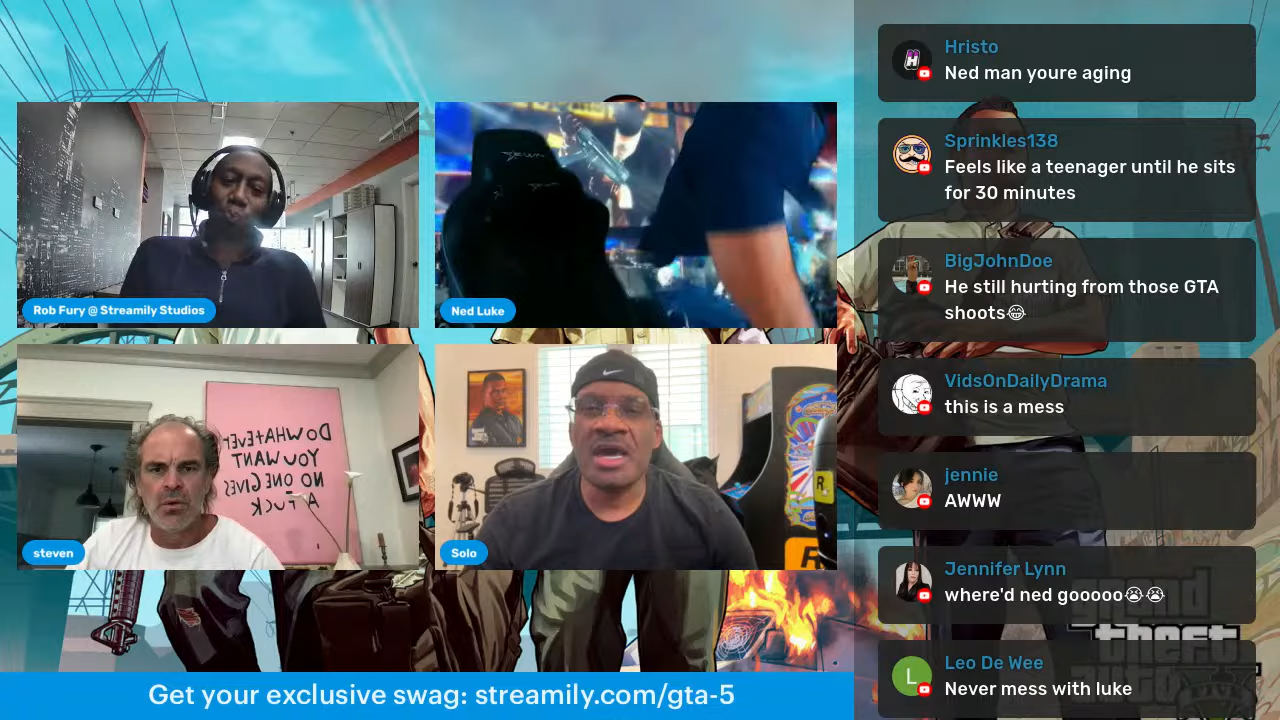 Rob Fury @ Streamily Studios
Ned Luke
DO WHATEVER
YOU WANT
NO ONE GIVES
A FUCK
steven
Solo
R
R
Get your exclusive swag: streamily.com/gta-5
Hristo
Ned man youre aging
Sprinkles138
Feels like a teenager until he sits
for 30 minutes
BigJohnDoe
He still hurting from those GTA
shoots😂
VidsOnDailyDrama
this is a mess
jennie
AWWW
Jennifer Lynn
where'd ned gooooo😭😭
L
Leo De Wee
Never mess with luke
grand
theft
auto